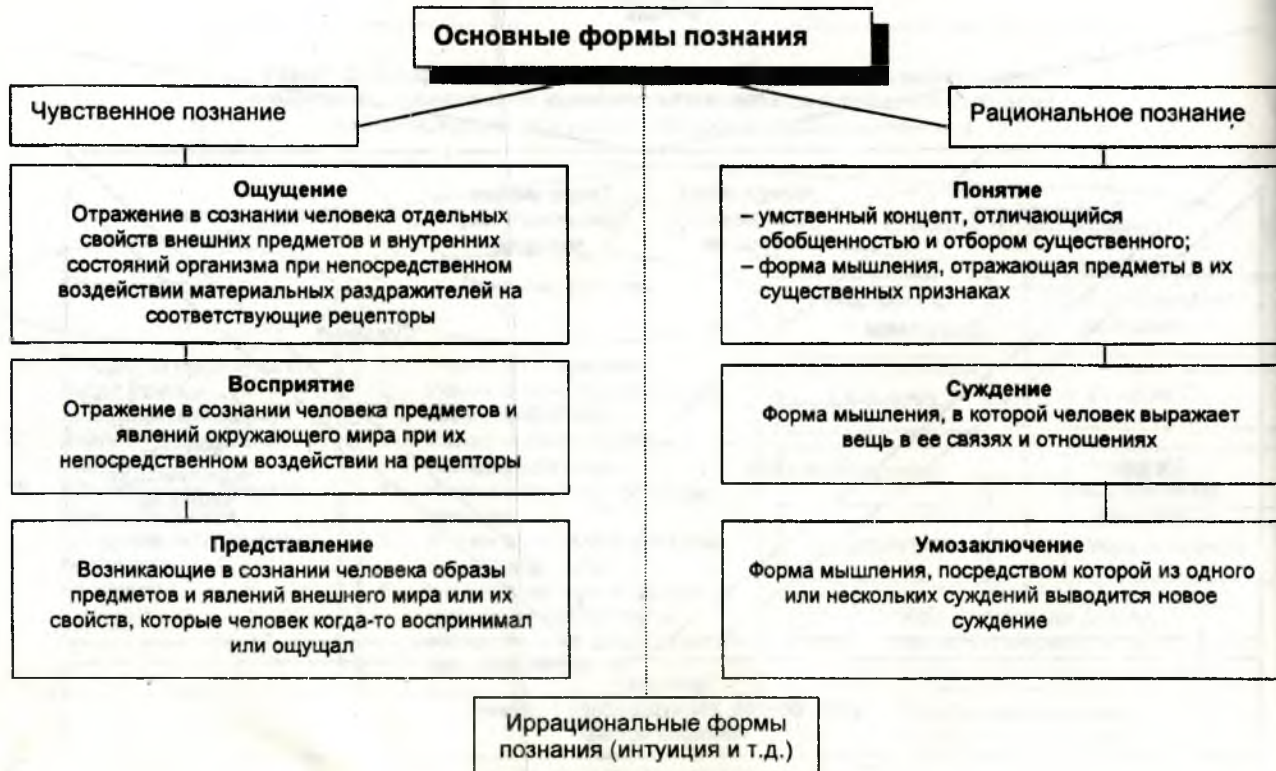 Основные формы познания
Чувственное познание
Ощущение
Отражение в сознании человека отдельных
свойств внешних предметов и внутренних
состояний организма при непосредственном
воздействии материальных раздражителей на
соответствующие рецепторы
Восприятие
Отражение в сознании человека предметов и
явлений окружающего мира при их
непосредственном воздействии на рецепторы
Представление
Возникающие в сознании человека образы
предметов и явлений внешнего мира или их
свойств, которые человек когда-то воспринимал
или ощущал
Рациональное познание
Понятие
– умственный концепт, отличающийся
обобщенностью и отбором существенного;
– форма мышления, отражающая предметы в их
существенных признаках
Суждение
Форма мышления, в которой человек выражает
вещь в ее связях и отношениях
Умозаключение
Форма мышления, посредством которой из одного
или нескольких суждений выводится новое
суждение
Иррациональные формы
познания (интуиция и т.д.)